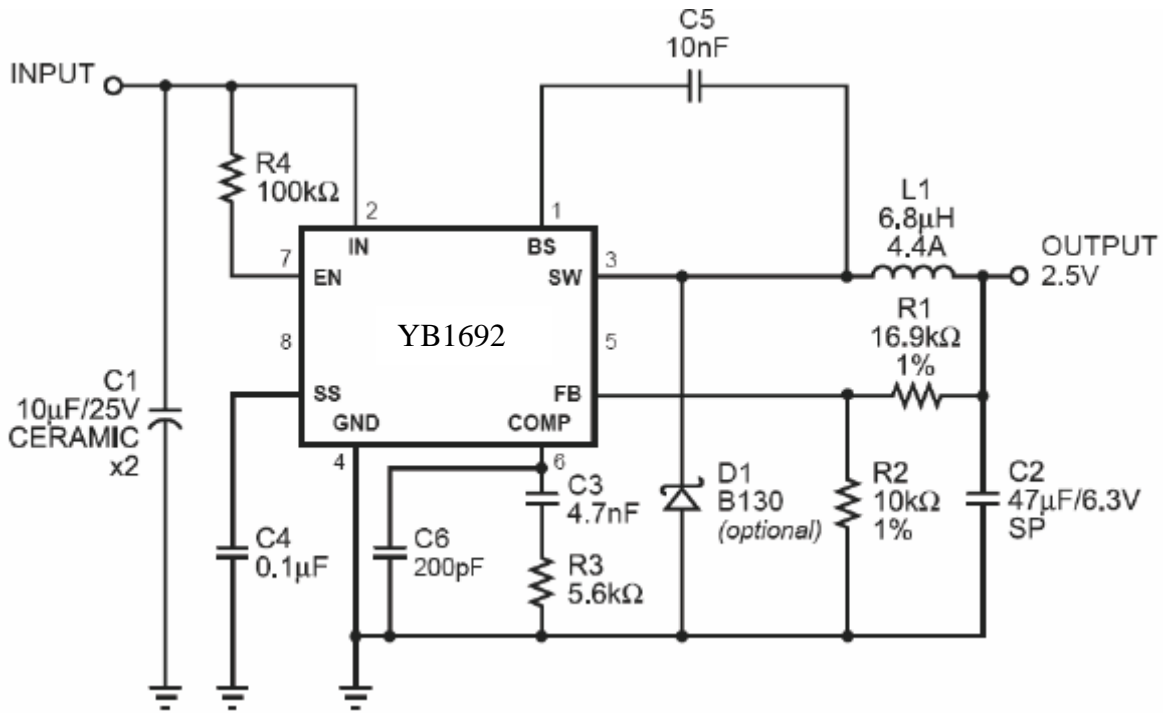 C5
10nF
INPUT
R4
100kΩ
2
1
L1
6.8µH
4.4A
OUTPUT
2.5V
IN
BS
7
EN
SW
3
8
YB1692
5
R1
16.9kΩ
1%
C1
10µF/25V
CERAMIC
x2
SS
FB
GND
COMP
4
6
C3
4.7nF
D1
B130
(optional)
R2
10kΩ
1%
C2
47µF/6.3V
SP
C4
0.1µF
C6
200pF
R3
5.6kΩ